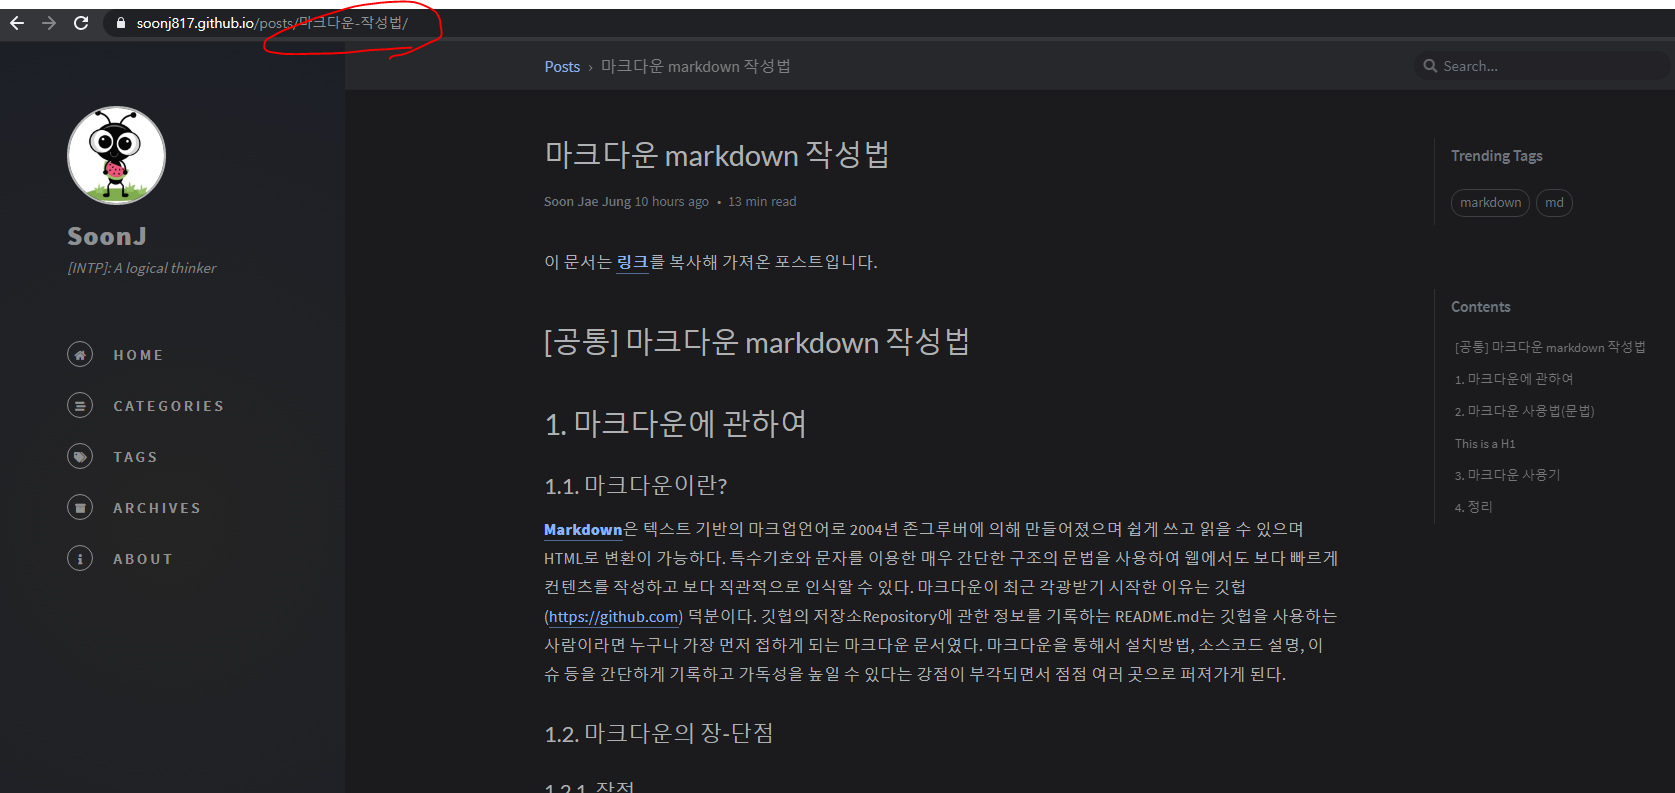 soonj817.github.io/posts/마크다운-작성법/
Posts › 마크다운 markdown 작성법
Search...
SoonJ
[INTP]: A logical thinker
HOME
CATEGORIES
TAGS
ARCHIVES
ABOUT
마크다운 markdown 작성법
Soon Jae Jung 10 hours ago • 13 min read
이 문서는 링크를 복사해 가져온 포스트입니다.
[공통] 마크다운 markdown 작성법
1. 마크다운에 관하여
1.1. 마크다운이란?
Markdown은 텍스트 기반의 마크업언어로 2004년 존그루버에 의해 만들어졌으며 쉽게 쓰고 읽을 수 있으며
HTML로 변환이 가능하다. 특수기호와 문자를 이용한 매우 간단한 구조의 문법을 사용하여 웹에서도 보다 빠르게
컨텐츠를 작성하고 보다 직관적으로 인식할 수 있다. 마크다운이 최근 각광받기 시작한 이유는 깃헙
(https://github.com) 덕분이다. 깃헙의 저장소Repository에 관한 정보를 기록하는 README.md는 깃헙을 사용하는
사람이라면 누구나 가장 먼저 접하게 되는 마크다운 문서였다. 마크다운을 통해서 설치방법, 소스코드 설명, 이
슈 등을 간단하게 기록하고 가독성을 높일 수 있다는 강점이 부각되면서 점점 여러 곳으로 퍼져가게 된다.
1.2. 마크다운의 장-단점
1.2.1. 장점
Trending Tags
markdown
md
Contents
[공통] 마크다운 markdown 작성법
1. 마크다운에 관하여
2. 마크다운 사용법(문법)
This is a H1
3. 마크다운 사용기
4. 정리